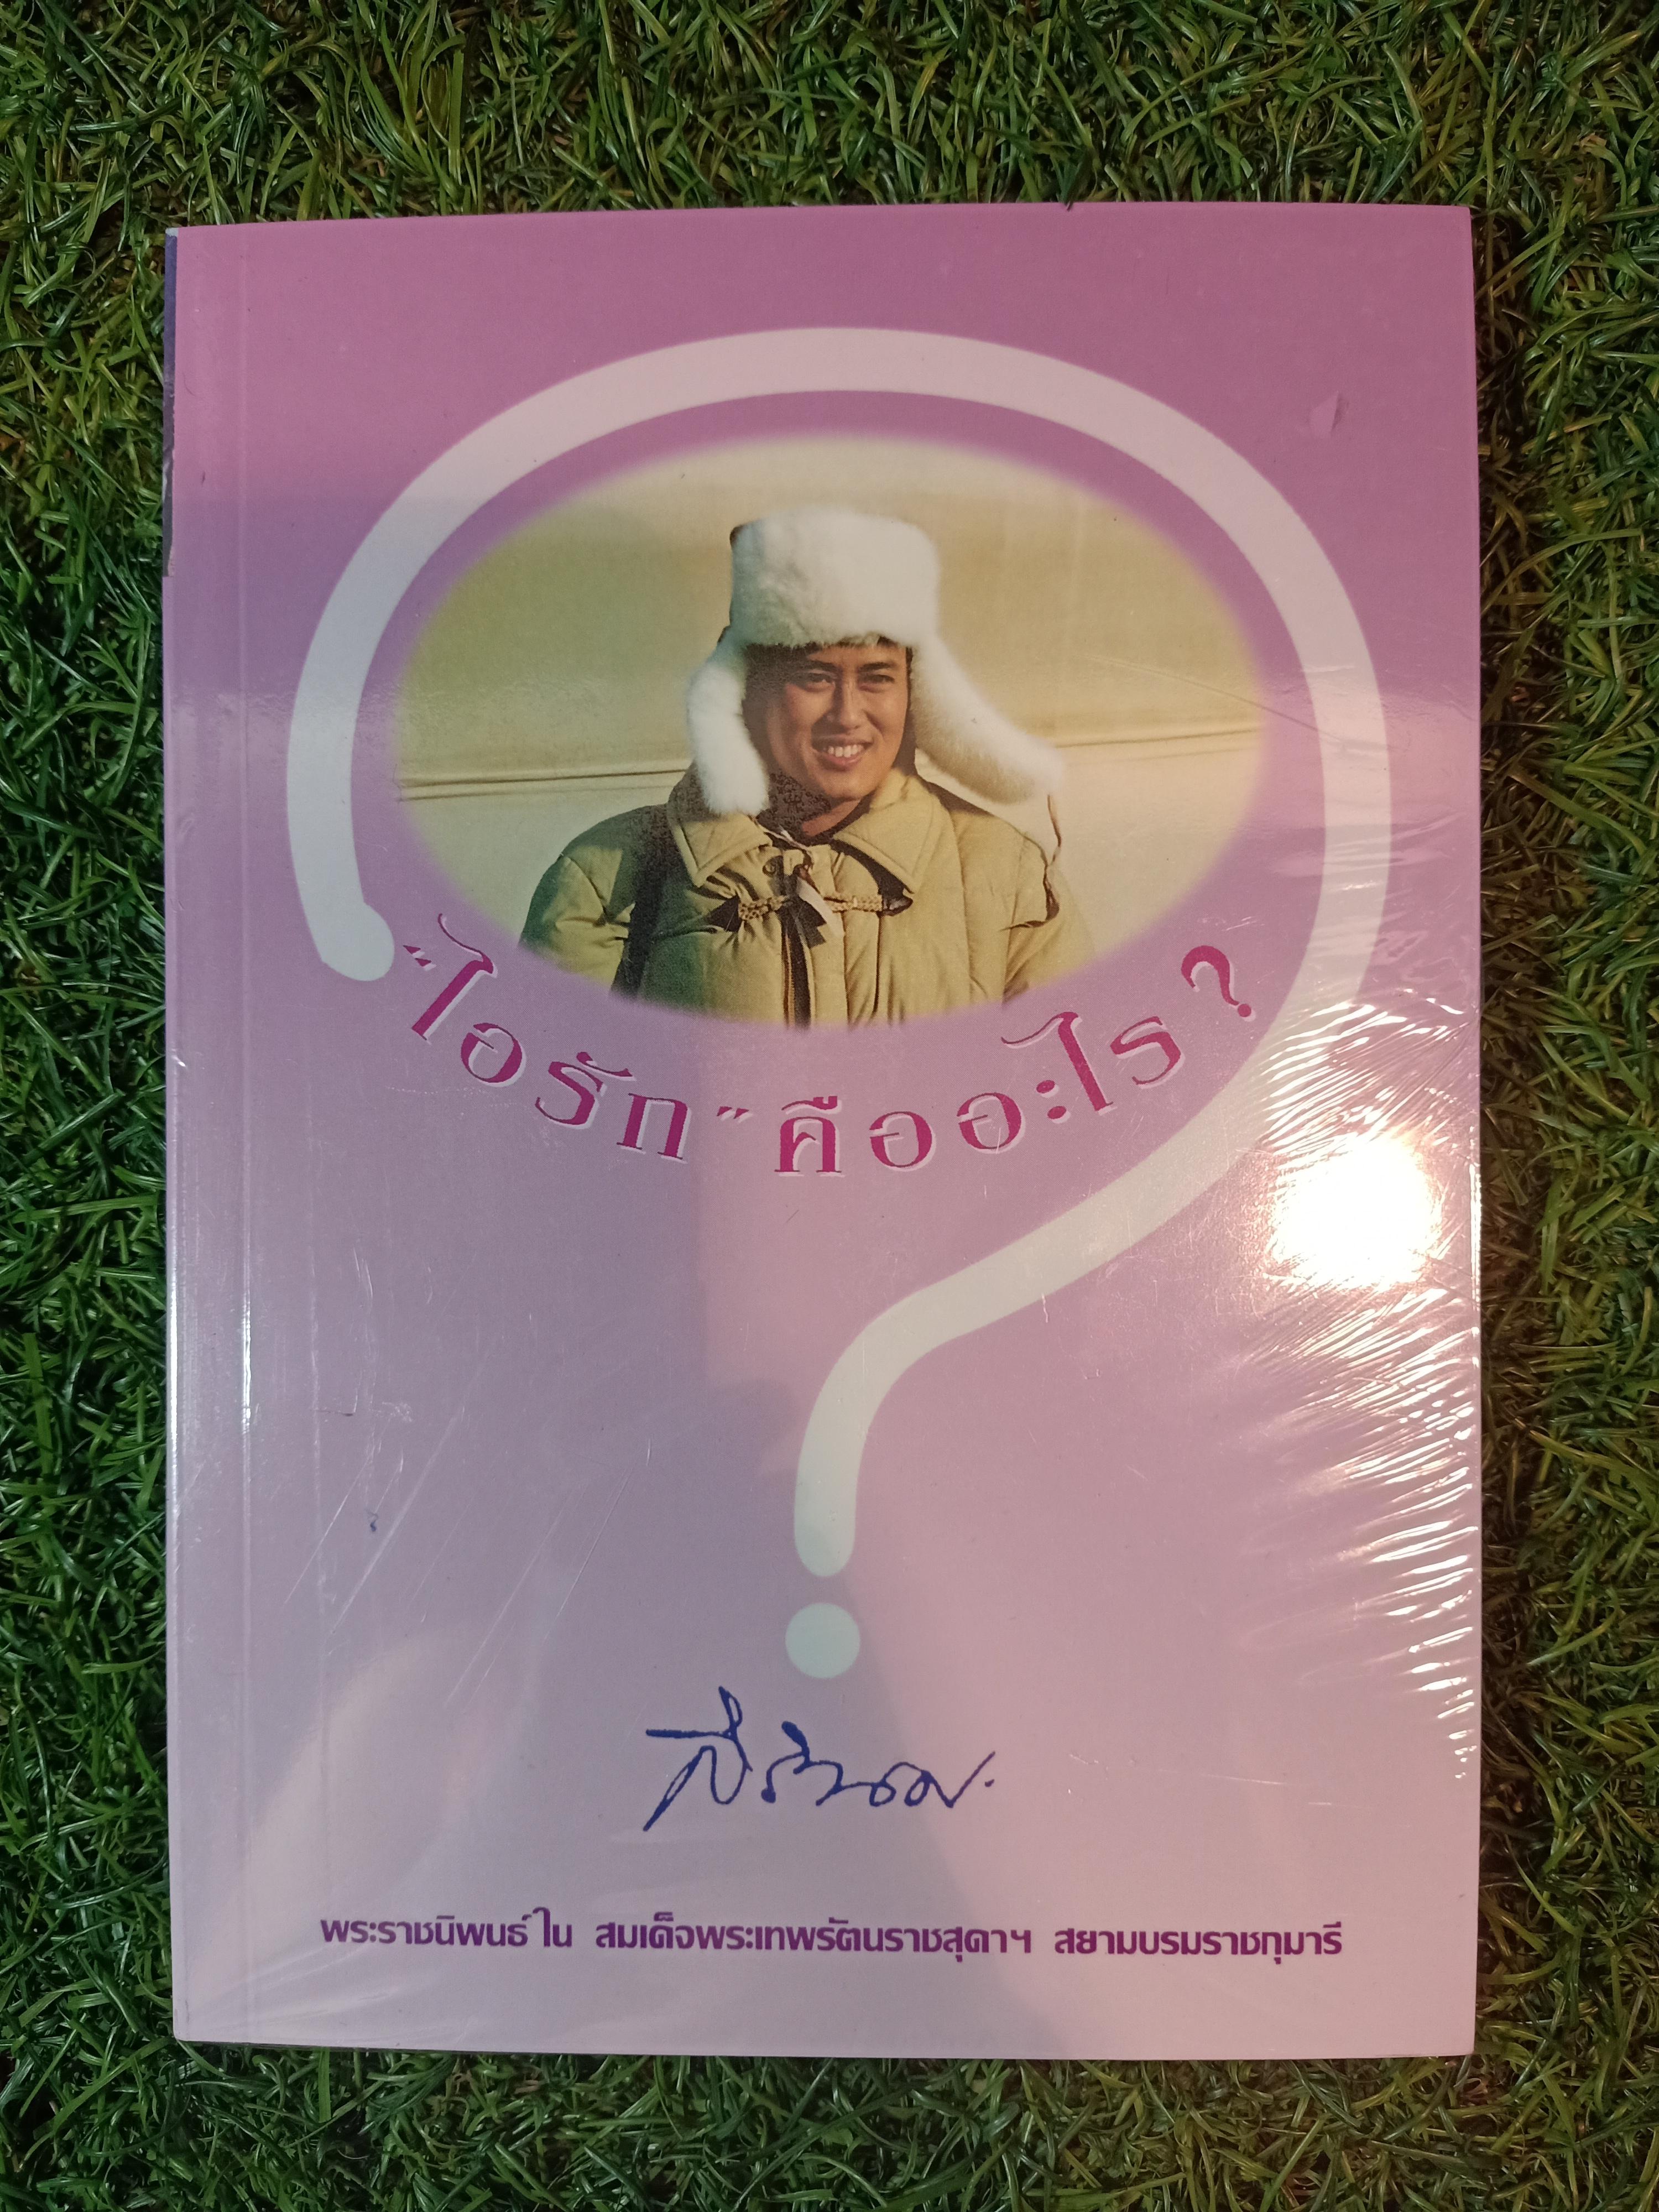 "ไอรัก" คืออะไร ?
สิรินธร
พระราชนิพนธ์ใน สมเด็จพระเทพรัตนราชสุดาฯ สยามบรมราชกุมารี